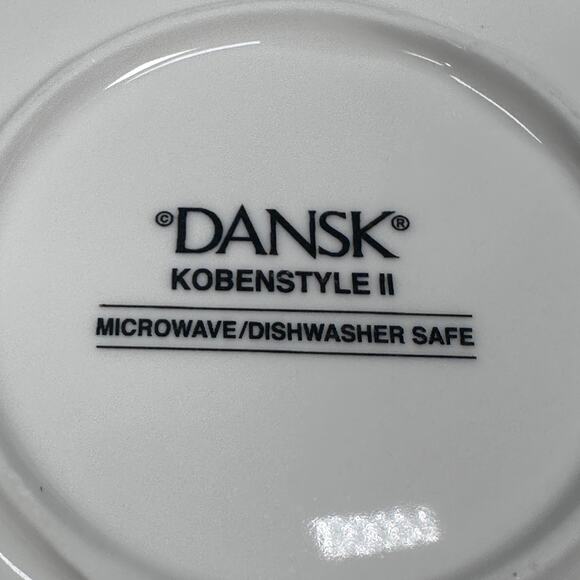 ©DANSK®
KOBENSTYLE II
MICROWAVE/DISHWASHER SAFE